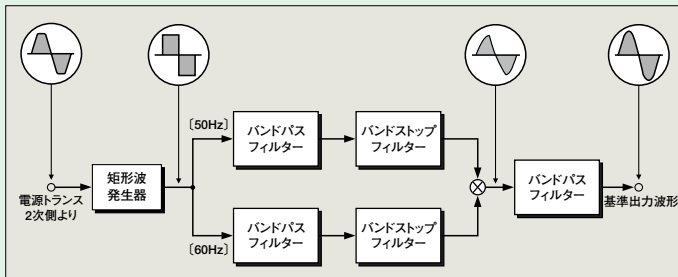 〔50Hz〕
バンドパス
フィルター
バンドストップ
フィルター
矩形波
発生器
バンドパス
フィルター
電源トランス
2次側より
基準出力波形
〔60Hz〕
バンドパス
フィルター
バンドストップ
フィルター